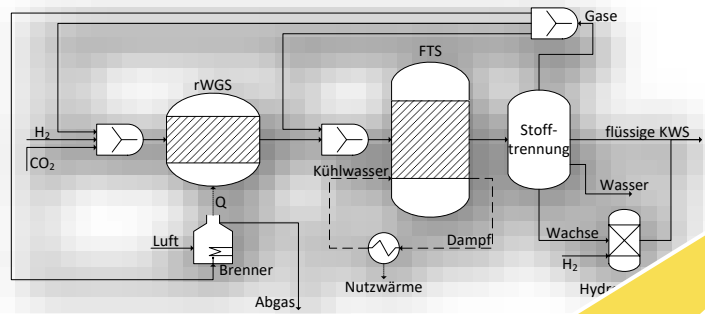 Gase
FTS
rWGS
H₂
CO₂
Stoff-
trennung
flüssige KWS
Kühlwasser
Wasser
Q
Luft
Dampf
Wachse
H₂
Brenner
Nutzwärme
Abgas